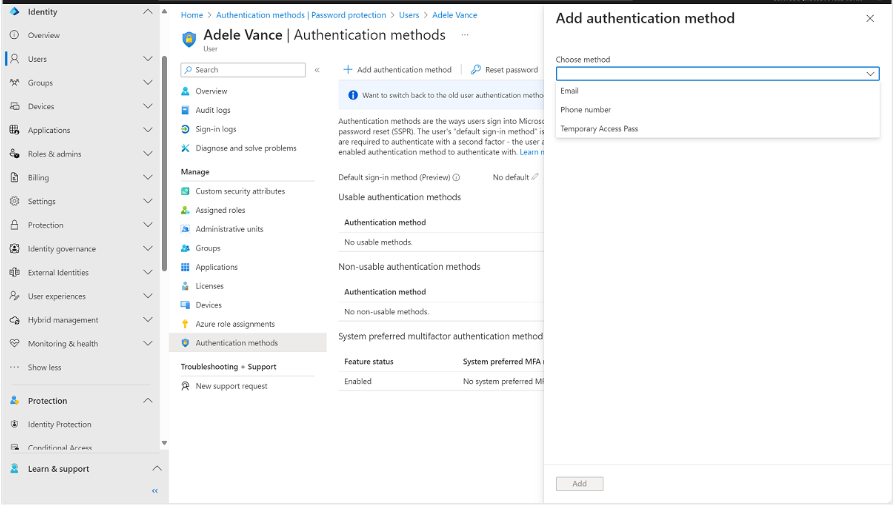 Identity
Overview
Users
Groups
Devices
Applications
Roles & admins
Billing
Settings
Protection
Identity governance
External Identities
User experiences
Hybrid management
Monitoring & health
Show less
Protection
Identity Protection
Conditional Access
Learn & support
Home > Authentication methods | Password protection > Users > Adele Vance
Adele Vance | Authentication methods ...
User
Search
Overview
Audit logs
Sign-in logs
Diagnose and solve problems
Manage
Custom security attributes
Assigned roles
Administrative units
Groups
Applications
Licenses
Devices
Azure role assignments
Authentication methods
Troubleshooting + Support
New support request
Add authentication method
Reset password
Want to switch back to the old user authentication metho
Authentication methods are the ways users sign into Micros
password reset (SSPR). The user's "default sign-in method" is
are required to authenticate with a second factor - the user a
enabled authentication method to authenticate with. Learn
Default sign-in method (Preview) No default
Usable authentication methods
Authentication method
No usable methods.
Non-usable authentication methods
Authentication method
No non-usable methods.
System preferred multifactor authentication method
Feature status System preferred MFA
Enabled No system preferred MF
Add authentication method
Choose method
Email
Phone number
Temporary Access Pass
Add